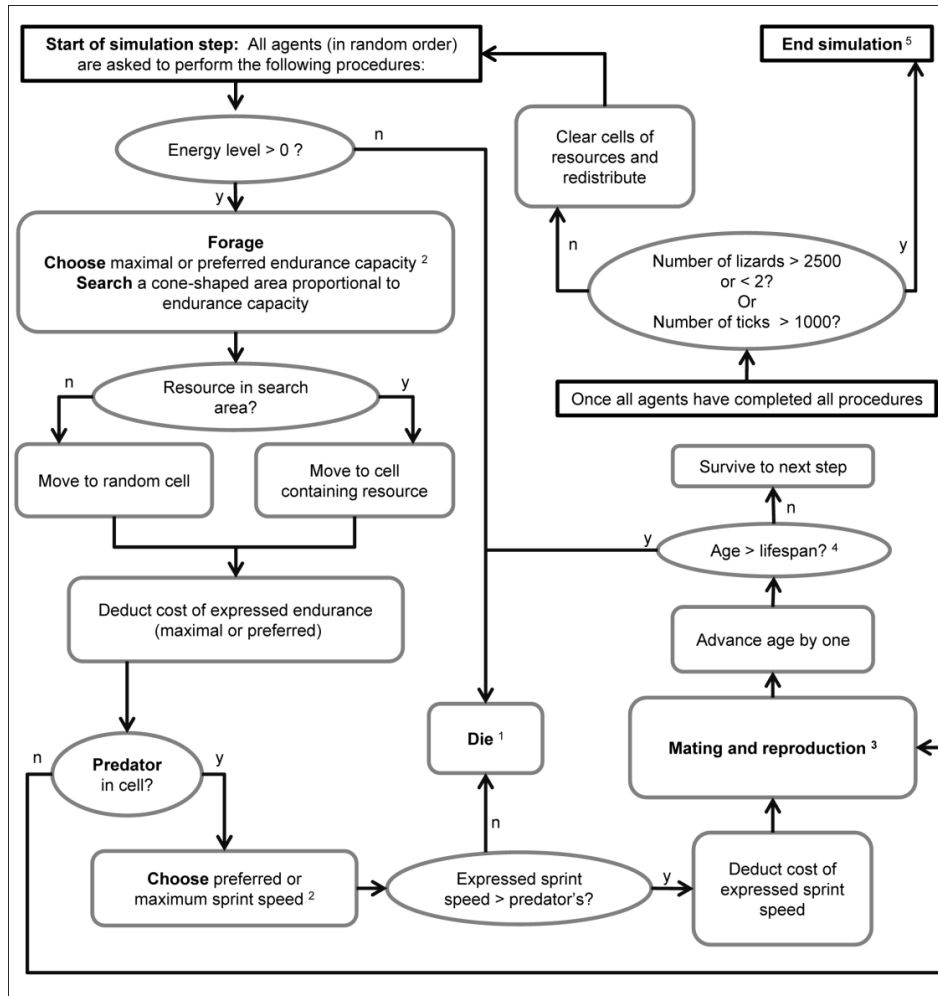 Start of simulation step: All agents (in random order)
are asked to perform the following procedures:
End simulation 5
n
Energy level > 0 ?
y
Clear cells of
resources and
redistribute
n
y
Forage
Choose maximal or preferred endurance capacity 2
Search a cone-shaped area proportional to
endurance capacity
Number of lizards > 2500
or < 2?
Or
Number of ticks > 1000?
n
Resource in search
area?
y
Once all agents have completed all procedures
Move to random cell
Move to cell
containing resource
Survive to next step
n
y
Age > lifespan? 4
Deduct cost of expressed endurance
(maximal or preferred)
Advance age by one
Die 1
Mating and reproduction 3
n
Predator
in cell?
y
n
Choose preferred or
maximum sprint speed 2
Expressed sprint
speed > predator's?
y
Deduct cost of
expressed sprint
speed